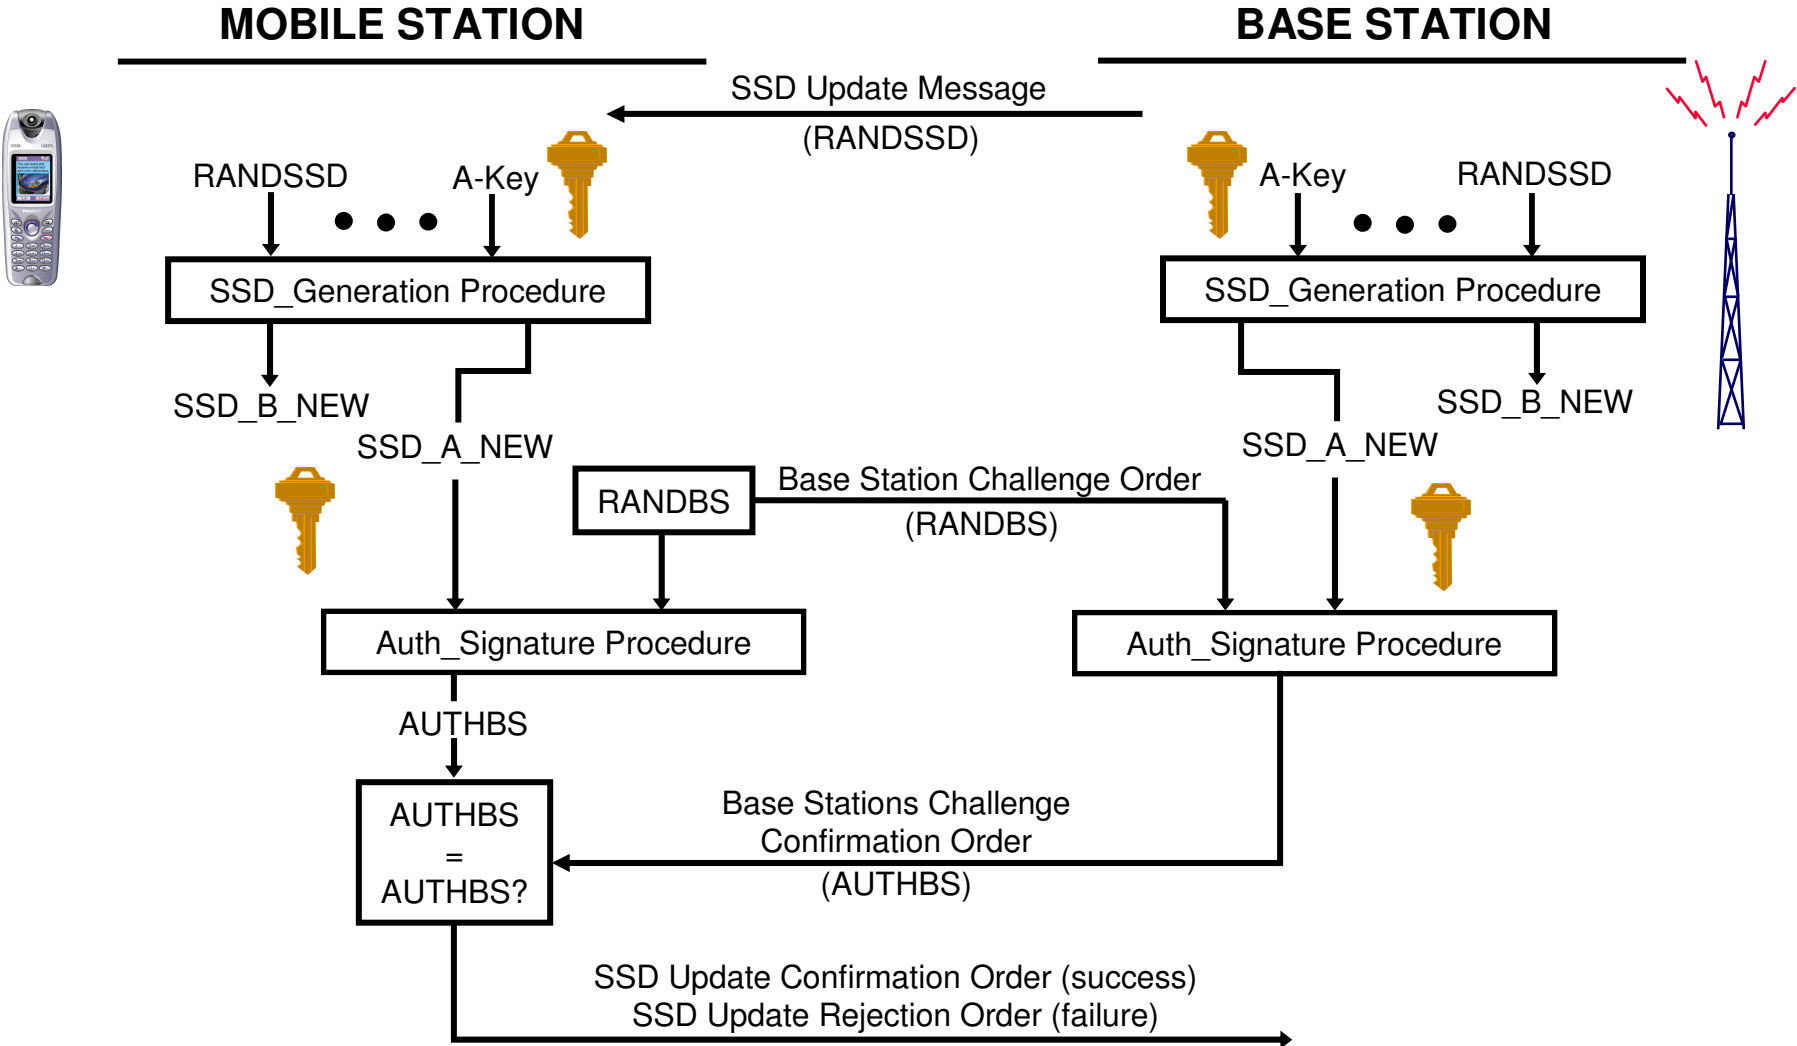 MOBILE STATION
BASE STATION
SSD Update Message
(RANDSSD)
RANDSSD
A-Key
A-Key
RANDSSD
SSD_Generation Procedure
SSD_Generation Procedure
SSD_B_NEW
SSD_A_NEW
SSD_B_NEW
SSD_A_NEW
RANDBS
Base Station Challenge Order
(RANDBS)
Auth_Signature Procedure
Auth_Signature Procedure
AUTHBS
AUTHBS
=
AUTHBS?
Base Stations Challenge
Confirmation Order
(AUTHBS)
SSD Update Confirmation Order (success)
SSD Update Rejection Order (failure)